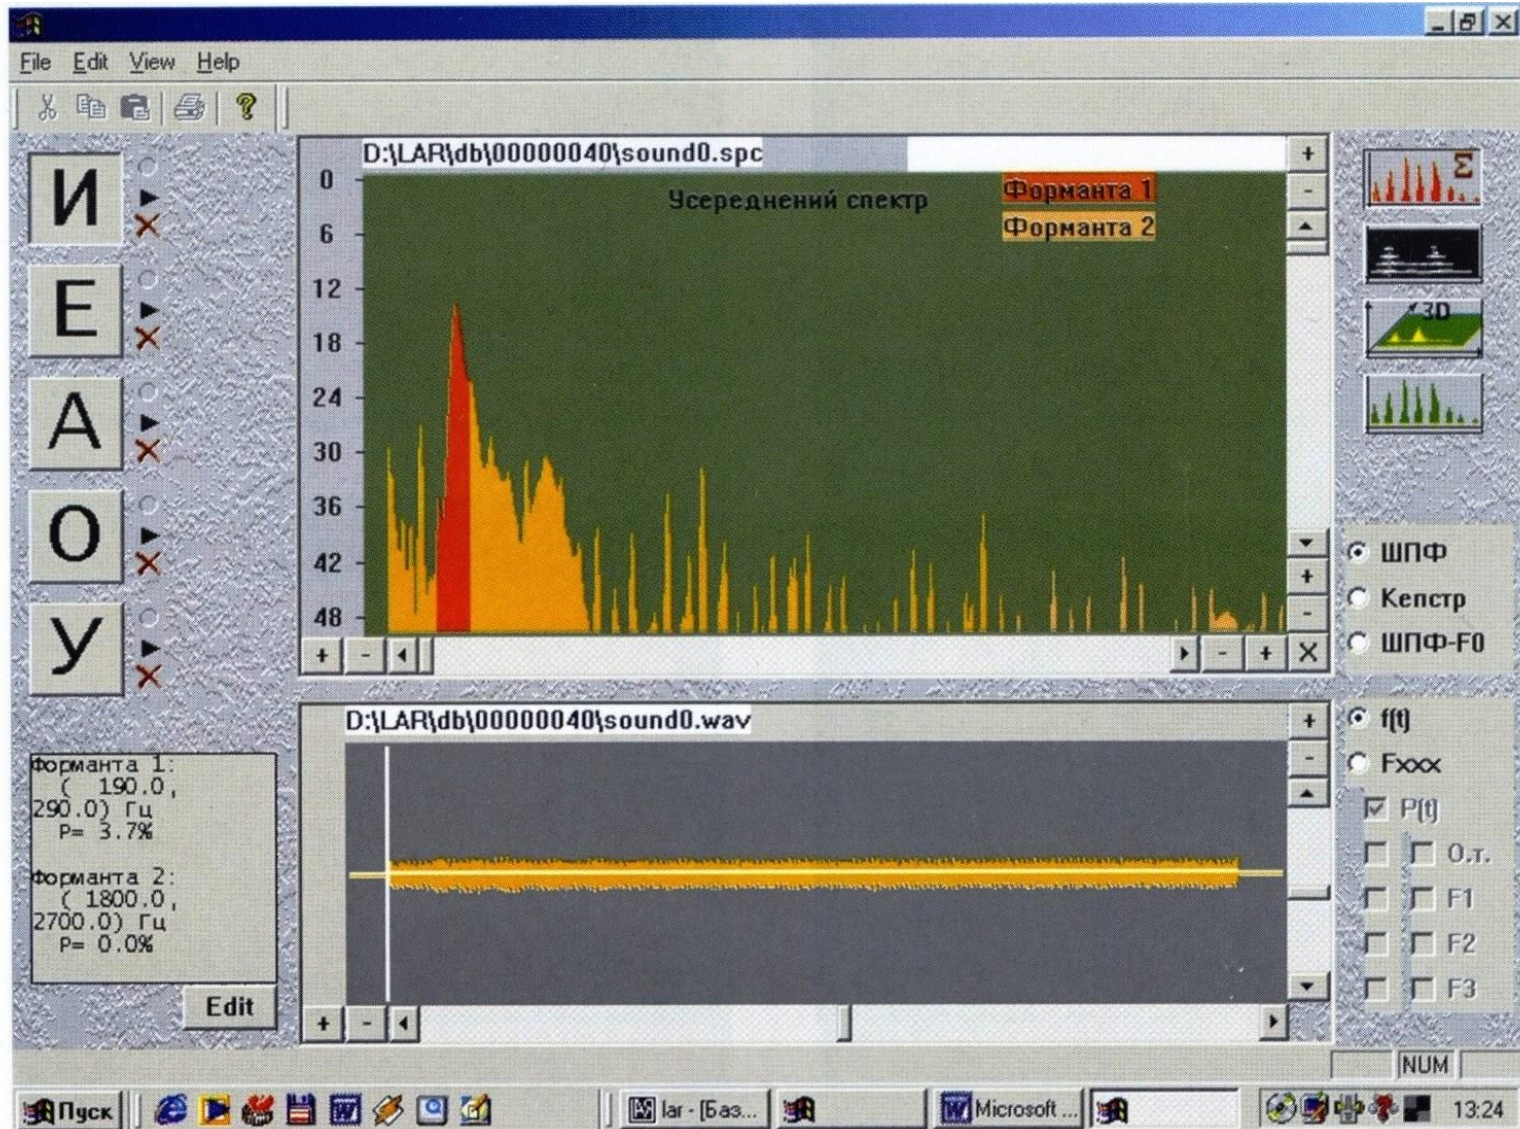 File Edit View Help
И
Е
А
О
У
D:\LAR\db\00000040\sound0.spc
Усереднений спектр
Форманта 1
Форманта 2
0
6
12
18
24
30
36
42
48
Σ
3D
ШПФ
Кепстр
ШПФ-F0
D:\LAR\db\00000040\sound0.wav
f(t)
Fxxx
P(t)
О.т.
F1
F2
F3
Форманта 1:
( 190.0,
290.0) Гц
P= 3.7%
Форманта 2:
( 1800.0,
2700.0) Гц
P= 0.0%
Edit
NUM
Пуск
lar - [Баз...
Microsoft ...
13:24